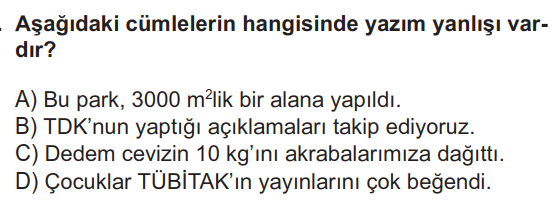 . Aşağıdaki cümlelerin hangisinde yazım yanlışı var-
dır?
A) Bu park, 3000 m²lik bir alana yapıldı.
B) TDK’nun yaptığı açıklamaları takip ediyoruz.
C) Dedem cevizin 10 kg’ını akrabalarımıza dağıttı.
D) Çocuklar TÜBİTAK’ın yayınlarını çok beğendi.